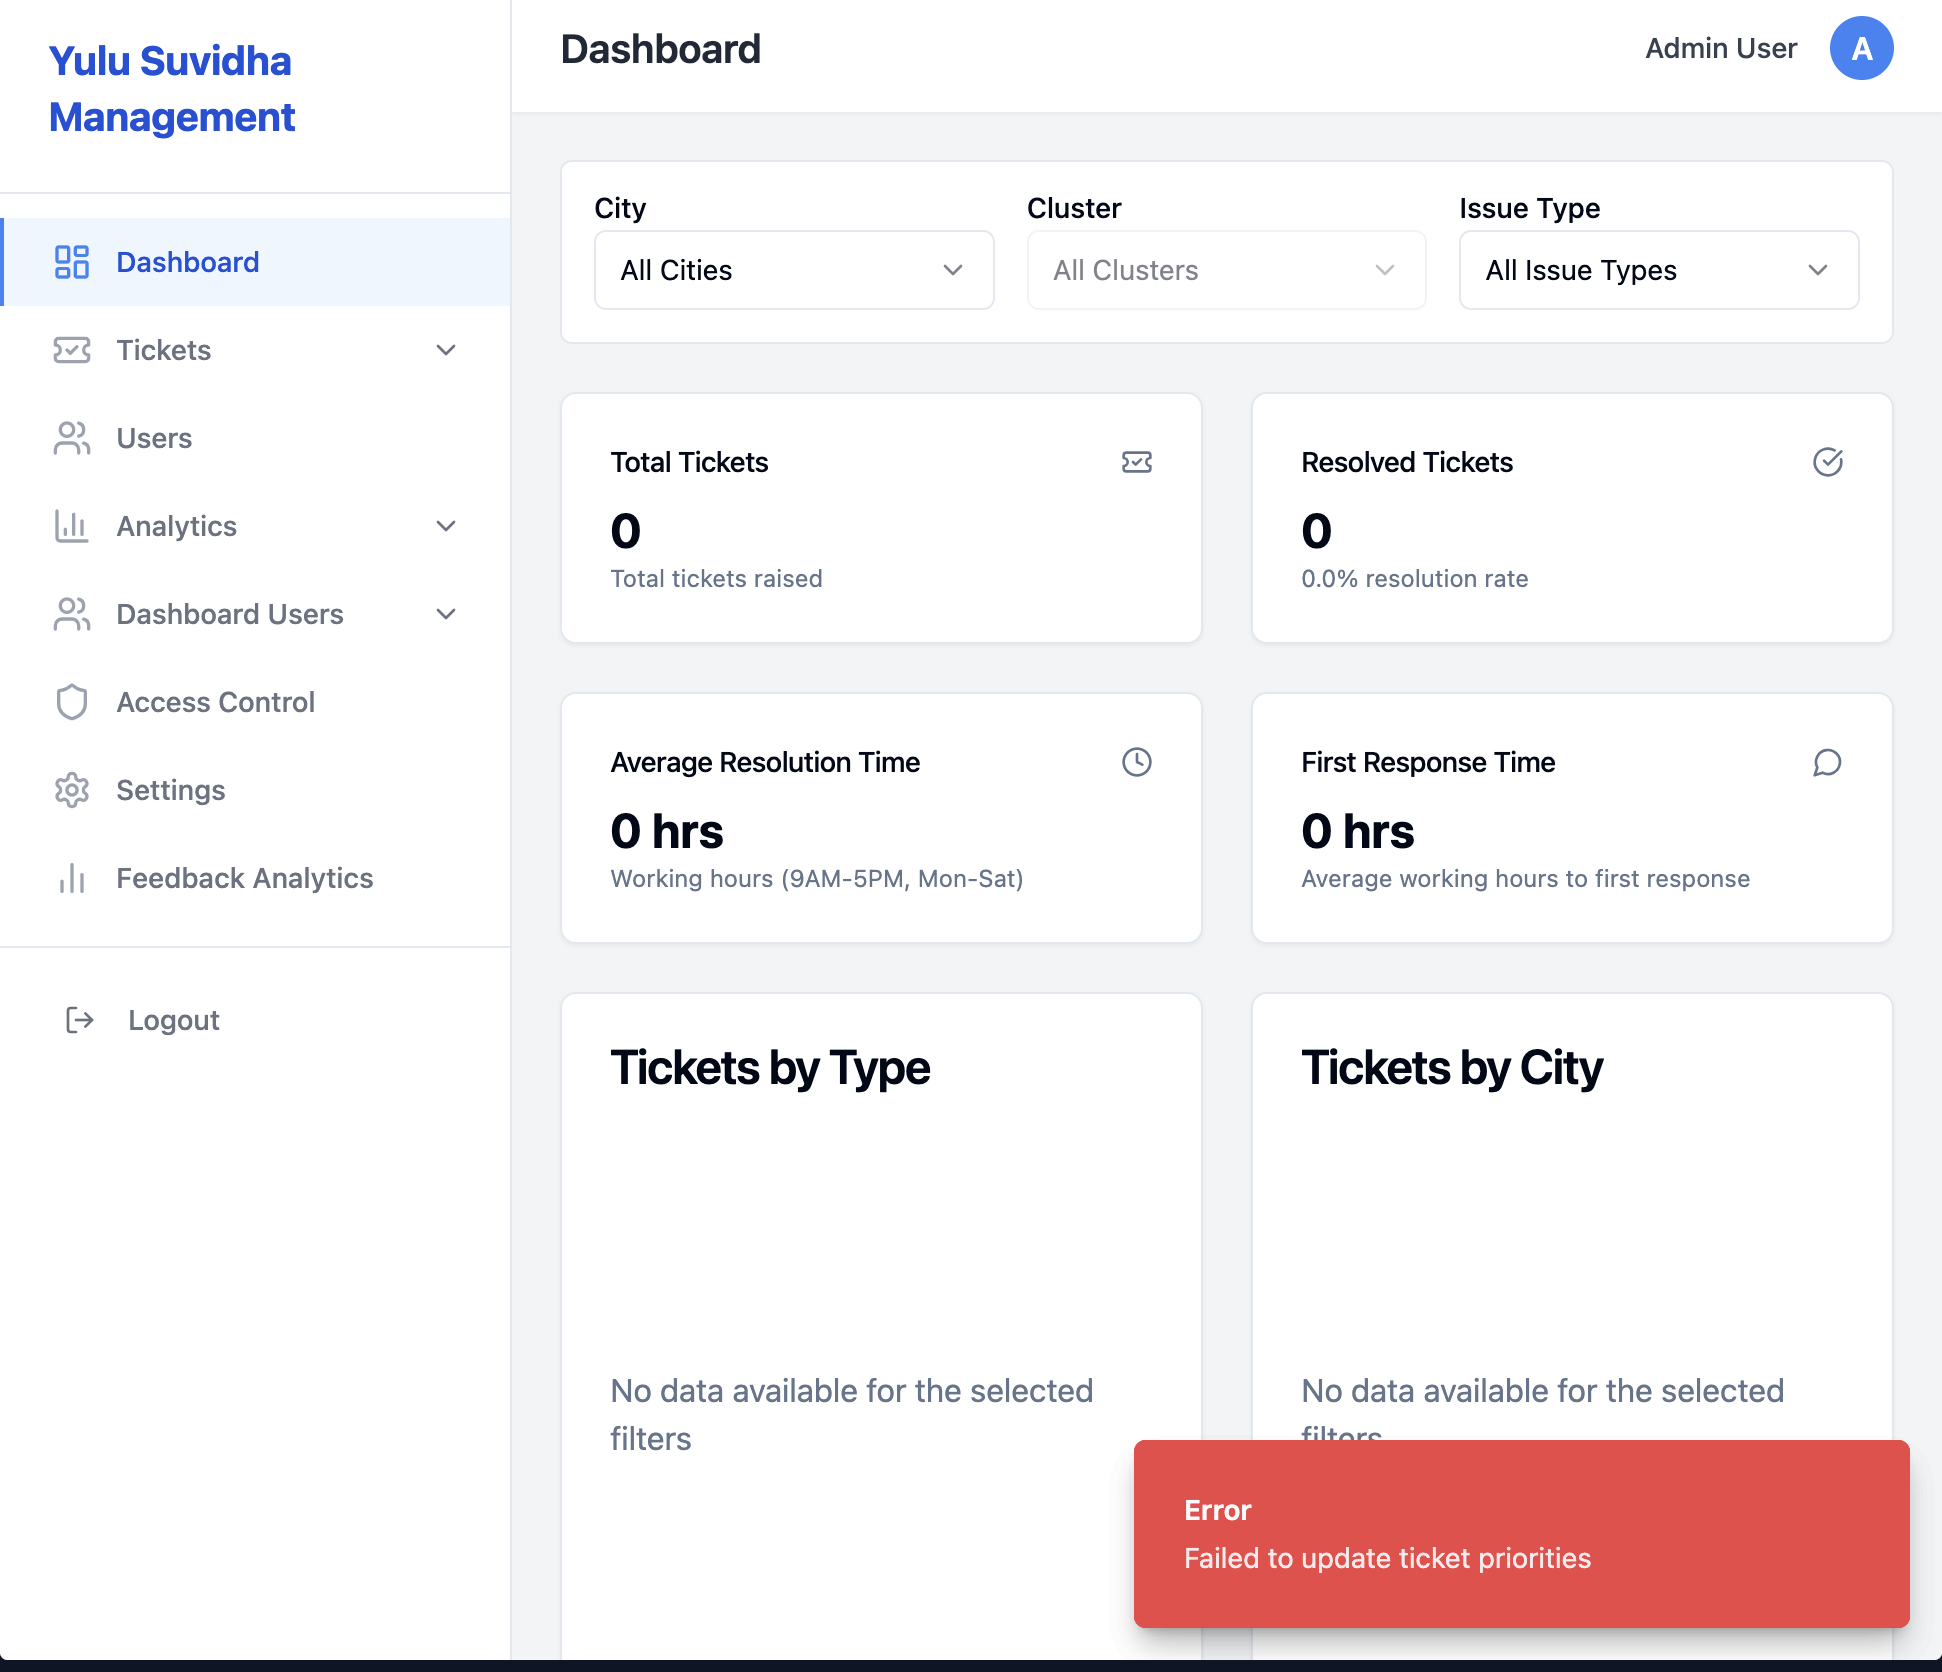 Yulu Suvidha
Management
Dashboard
Tickets
Users
Analytics
Dashboard Users
Access Control
Settings
Feedback Analytics
Logout
Dashboard
Admin User
A
City
Cluster
Issue Type
All Cities
All Clusters
All Issue Types
Total Tickets
0
Total tickets raised
Resolved Tickets
0
0.0% resolution rate
Average Resolution Time
0 hrs
Working hours (9AM-5PM, Mon-Sat)
First Response Time
0 hrs
Average working hours to first response
Tickets by Type
No data available for the selected
filters
Tickets by City
No data available for the selected
filters
Error
Failed to update ticket priorities